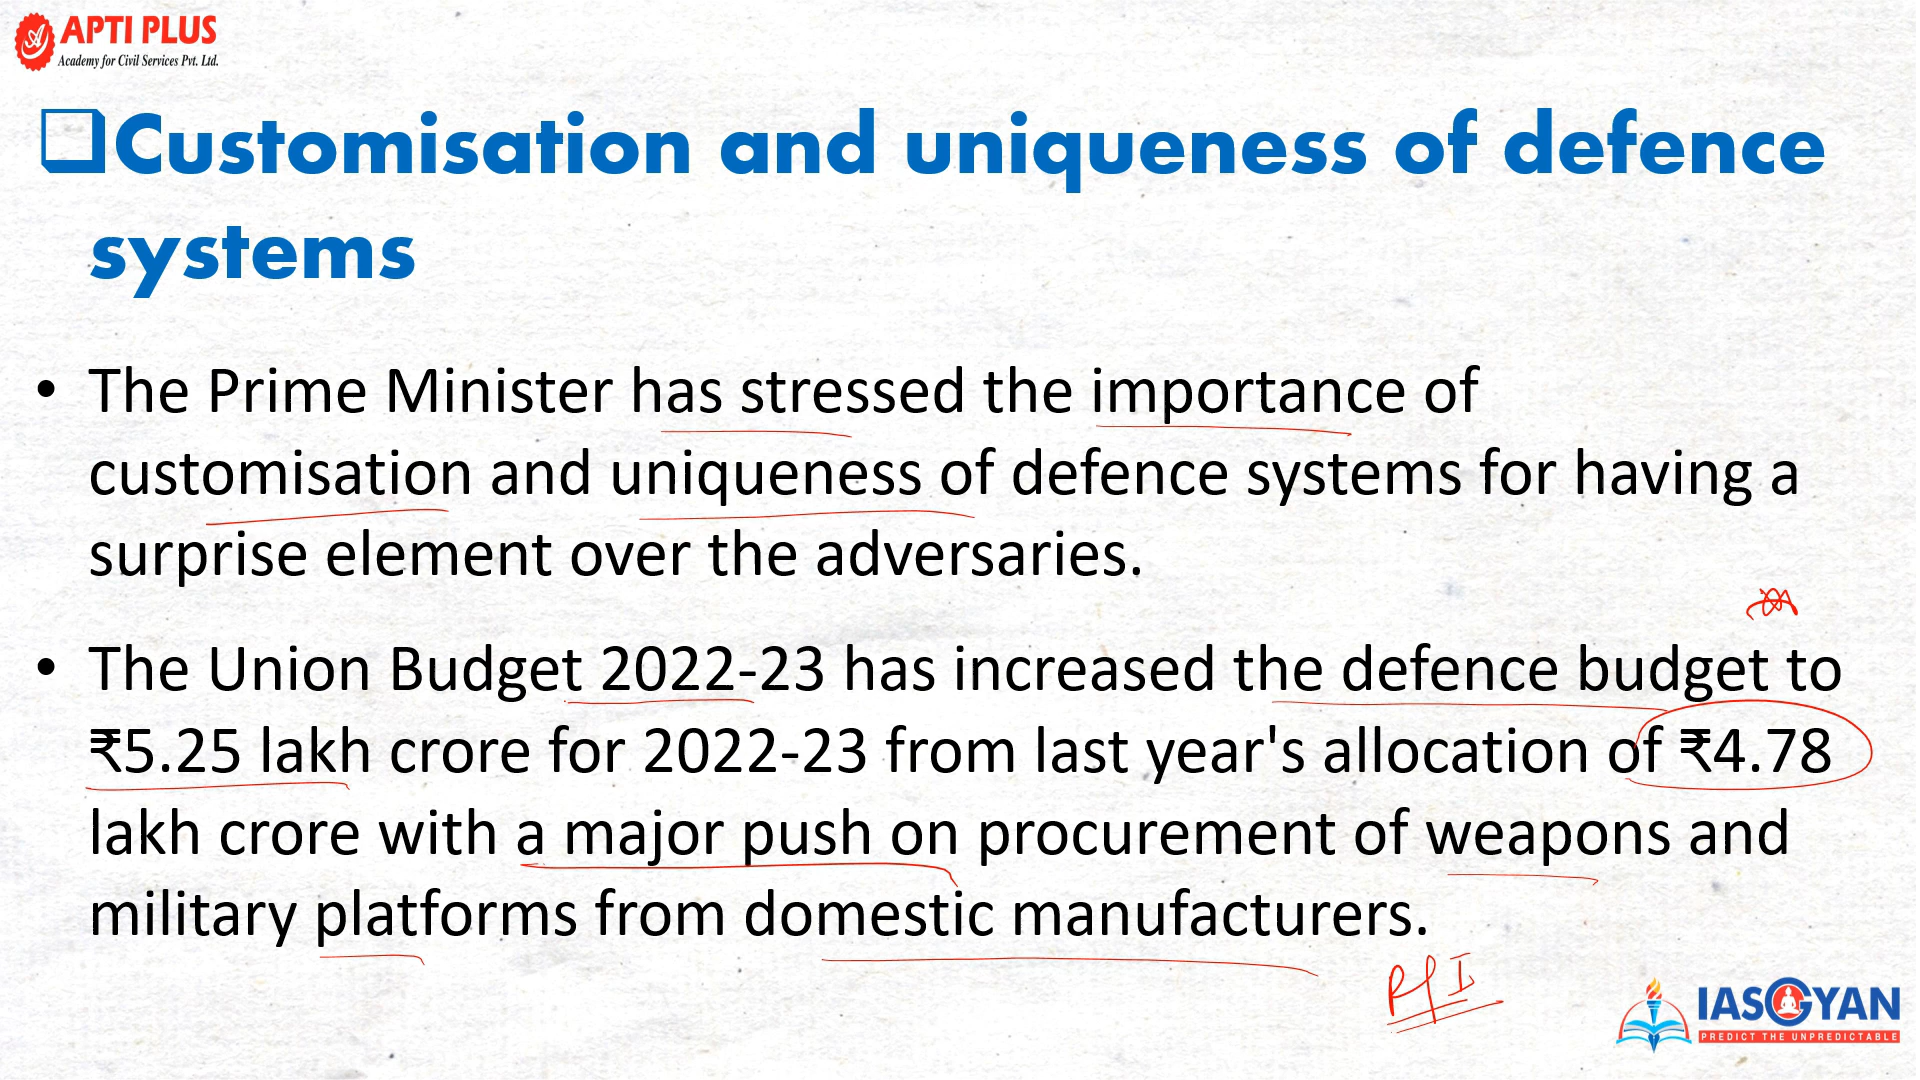 APTI PLUS
Academy for Civil Services Pvt. Ltd.
Customisation and uniqueness of defence
systems
• The Prime Minister has stressed the importance of
customisation and uniqueness of defence systems for having a
surprise element over the adversaries.
• The Union Budget 2022-23 has increased the defence budget to
₹5.25 lakh crore for 2022-23 from last year's allocation of ₹4.78
lakh crore with a major push on procurement of weapons and
military platforms from domestic manufacturers.
IASGYAN
PREDICT THE UNPREDICTABLE